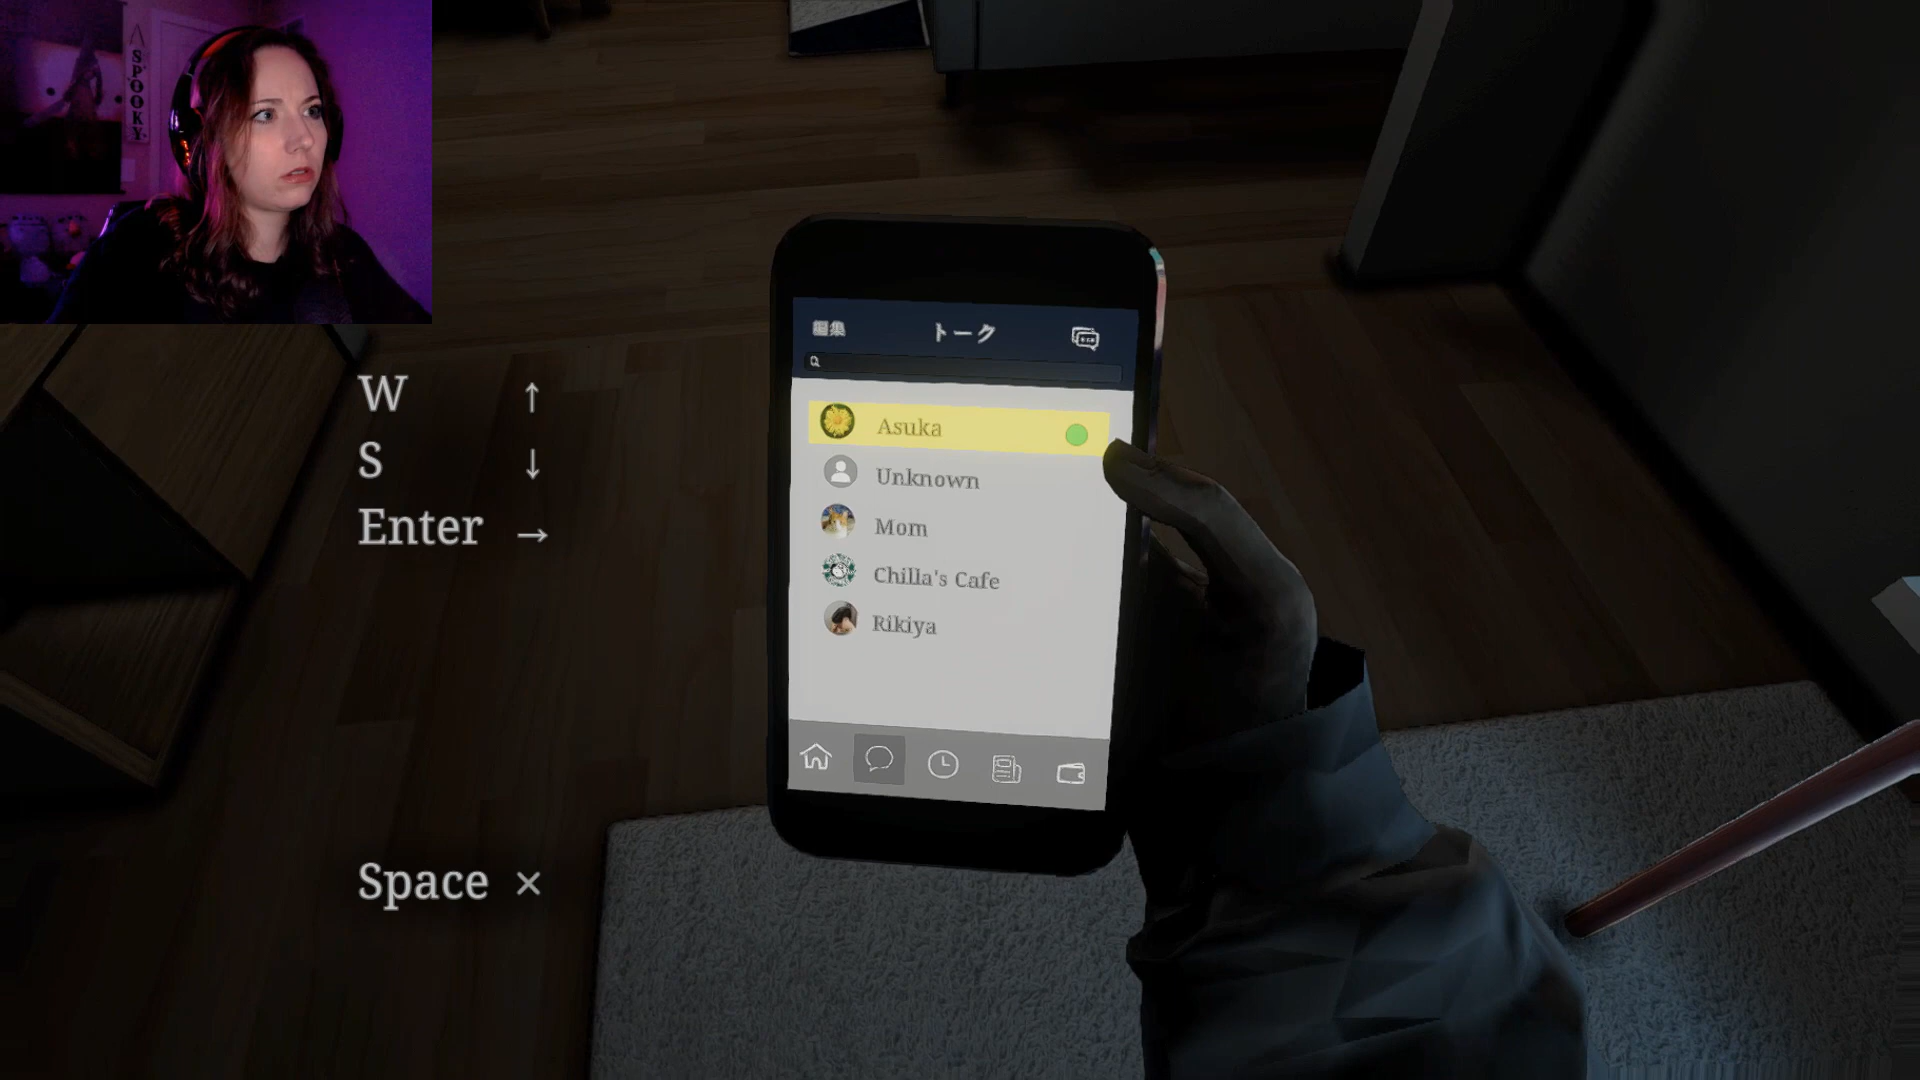 SPOOKY
W ↑
S ↓
Enter →
Space ×
編集 トーク
Asuka
Unknown
Mom
Chilla's Cafe
Rikiya